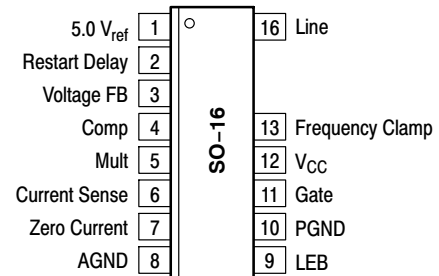 5.0 Vref 1 16 Line
Restart Delay 2
Voltage FB 3
Comp 4 13 Frequency Clamp
Mult 5 12 VCC
Current Sense 6 11 Gate
Zero Current 7 10 PGND
AGND 8 9 LEB
SO−16